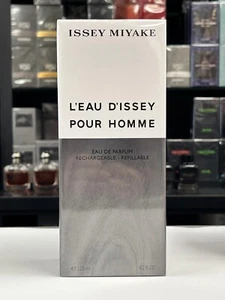 ISSEY MIYAKE
L'EAU D'ISSEY
POUR HOMME
EAU DE PARFUM
RECHARGEABLE - REFILLABLE